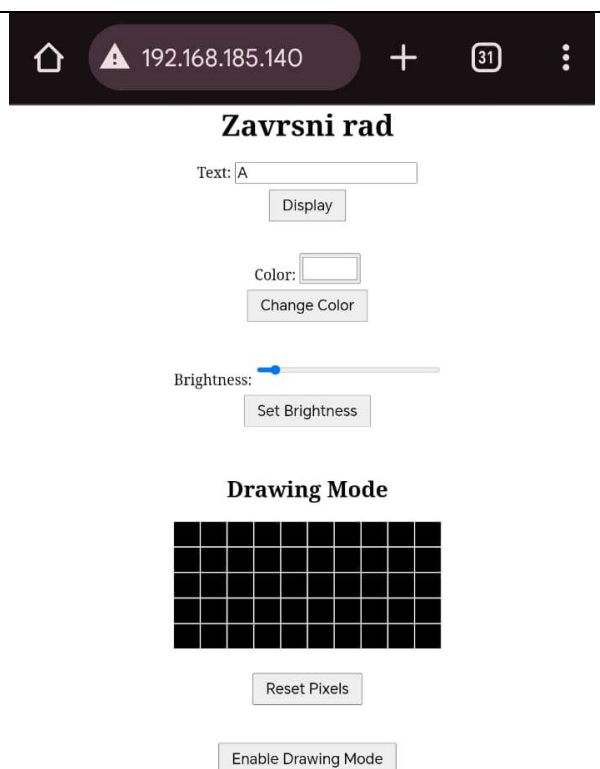 192.168.185.140
31
Zavrsni rad
Text: A
Display
Color:
Change Color
Brightness:
Set Brightness
Drawing Mode
Reset Pixels
Enable Drawing Mode